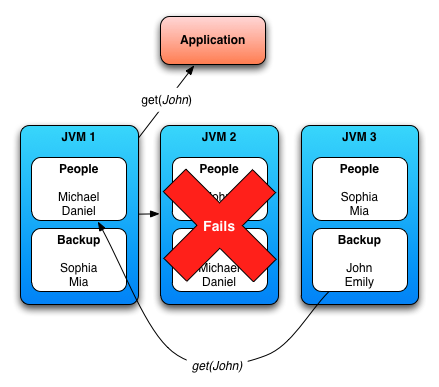 Application
get(John)
JVM 1
People
Michael
Daniel
Backup
Sophia
Mia
JVM 2
People
Fails
Michael
Daniel
JVM 3
People
Sophia
Mia
Backup
John
Emily
get(John)